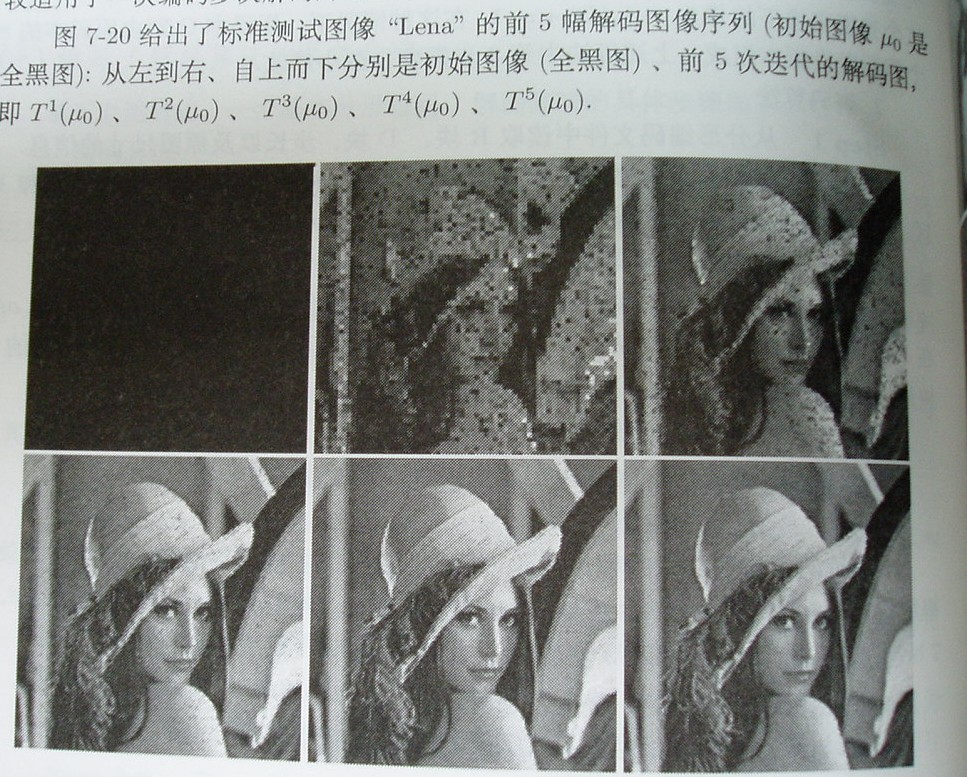 图 7-20 给出了标准测试图像 “Lena” 的前 5 幅解码图像序列 (初始图像 μ₀ 是
全黑图): 从左到右、自上而下分别是初始图像 (全黑图) 、前 5 次迭代的解码图,
即 T¹(μ₀) 、 T²(μ₀) 、 T³(μ₀) 、 T⁴(μ₀) 、 T⁵(μ₀).